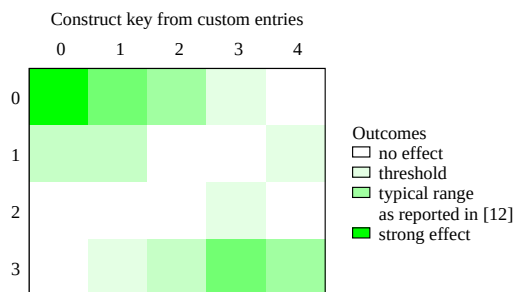 Construct key from custom entries
0 1 2 3 4
0
1
2
3
Outcomes
no effect
threshold
typical range
as reported in [12]
strong effect